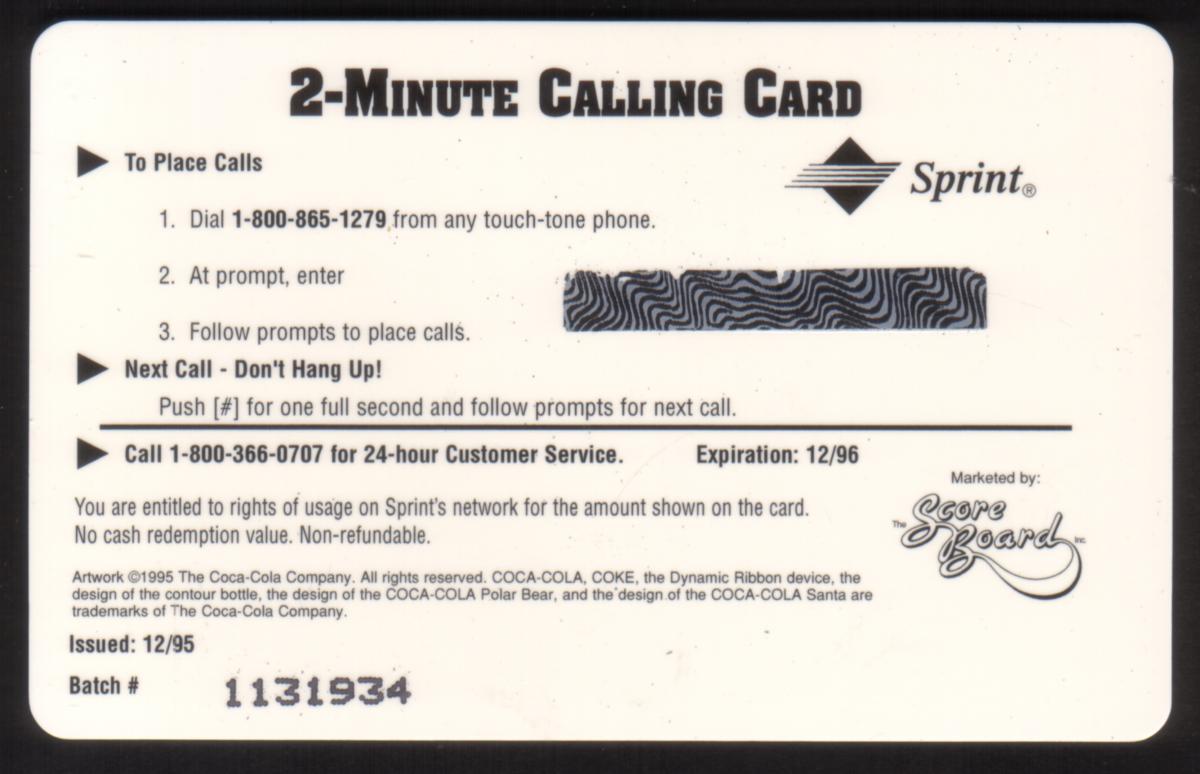 2-MINUTE CALLING CARD
To Place Calls
Sprint®
1. Dial 1-800-865-1279 from any touch-tone phone.
2. At prompt, enter
3. Follow prompts to place calls.
Next Call - Don't Hang Up!
Push [#] for one full second and follow prompts for next call.
Call 1-800-366-0707 for 24-hour Customer Service. Expiration: 12/96
Marketed by:
The Score Board Inc.
You are entitled to rights of usage on Sprint's network for the amount shown on the card.
No cash redemption value. Non-refundable.
Artwork ©1995 The Coca-Cola Company. All rights reserved. COCA-COLA, COKE, the Dynamic Ribbon device, the
design of the contour bottle, the design of the COCA-COLA Polar Bear, and the design of the COCA-COLA Santa are
trademarks of The Coca-Cola Company.
Issued: 12/95
Batch # 1131934